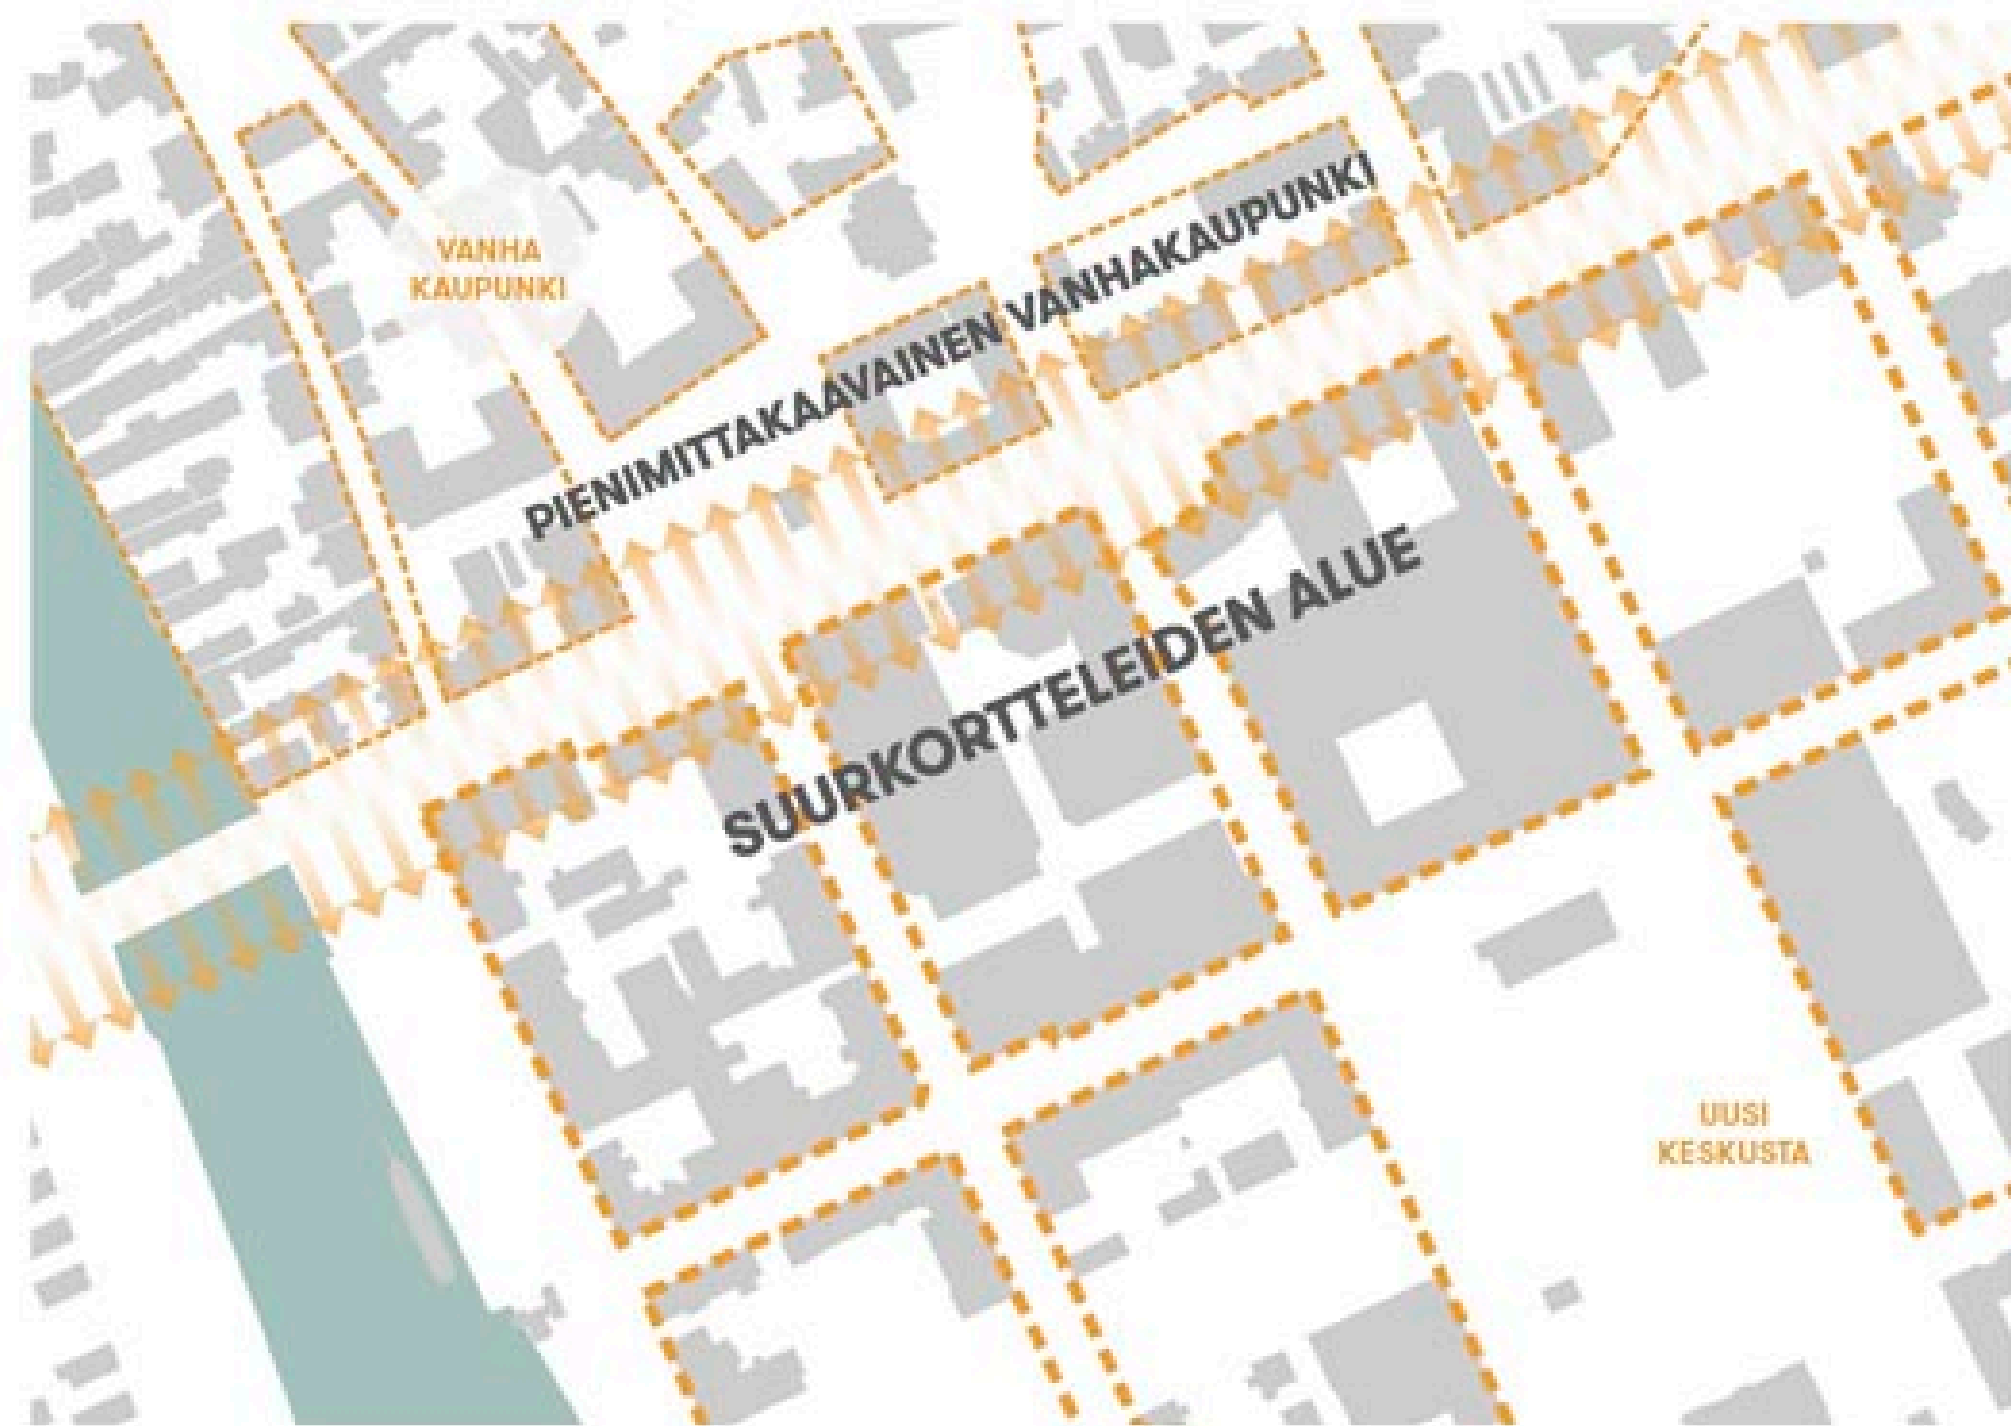 VANHA
KAUPUNKI
PIENIMITTAKAAVAINEN VANHAKAUPUNKI
SUURKORTTELEIDEN ALUE
UUSI
KESKUSTA